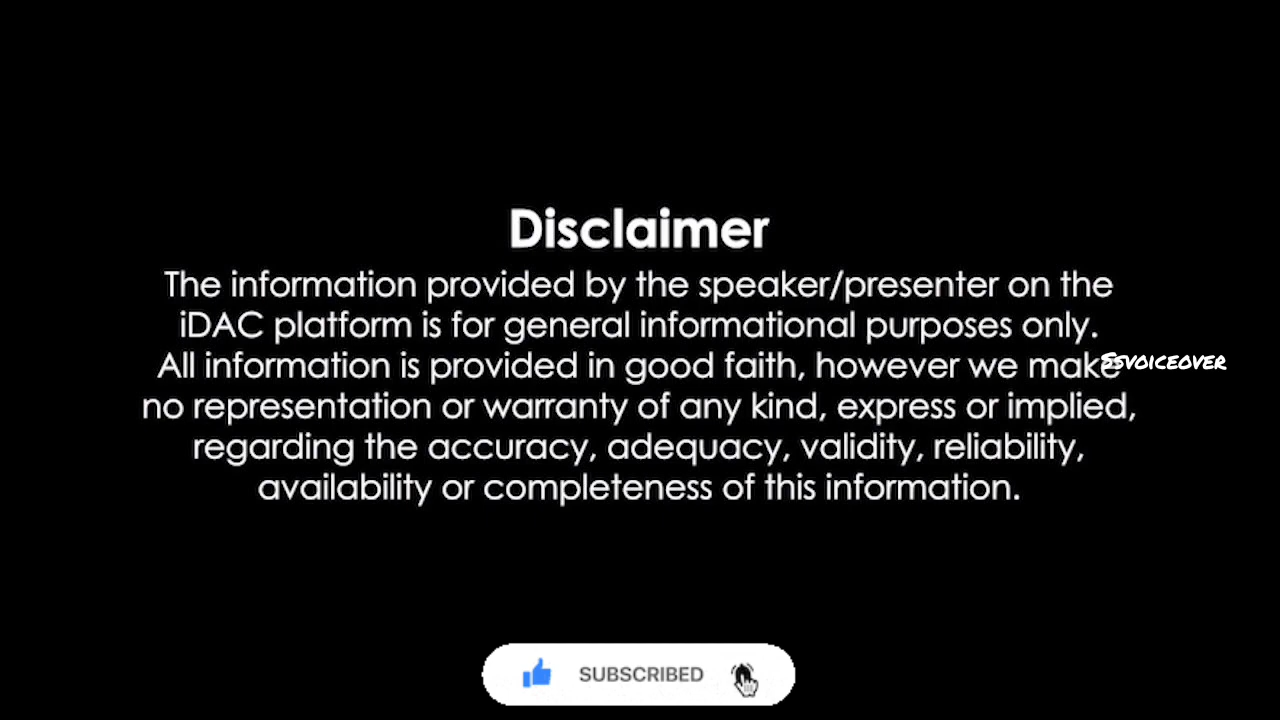 Disclaimer
The information provided by the speaker/presenter on the
iDAC platform is for general informational purposes only.
All information is provided in good faith, however we make
SSVOICEOVER
no representation or warranty of any kind, express or implied,
regarding the accuracy, adequacy, validity, reliability,
availability or completeness of this information.
SUBSCRIBED